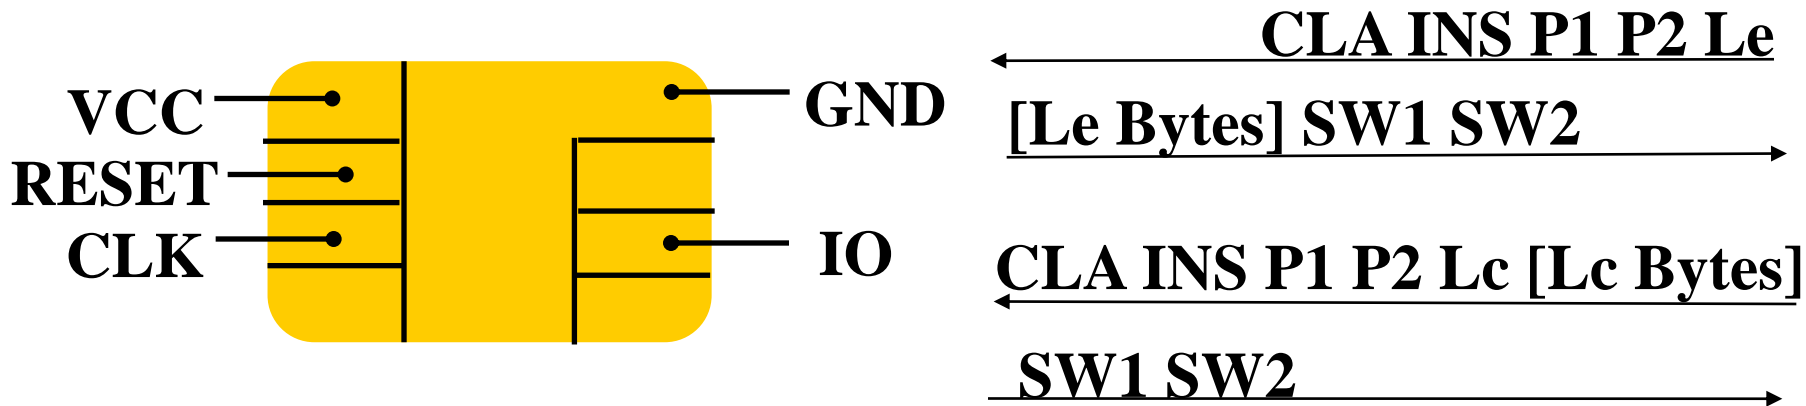 VCC
RESET
CLK
GND
IO
CLA INS P1 P2 Le
[Le Bytes] SW1 SW2
CLA INS P1 P2 Lc [Lc Bytes]
SW1 SW2